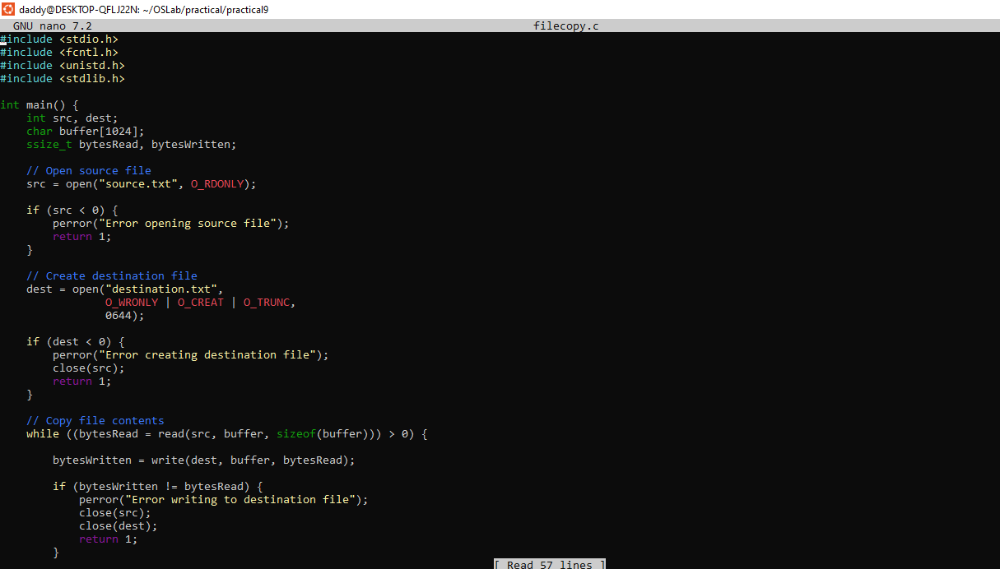 daddy@DESKTOP-QFLJ22N: ~/OSLab/practical/practical9
GNU nano 7.2 filecopy.c
#include <stdio.h>
#include <fcntl.h>
#include <unistd.h>
#include <stdlib.h>

int main() {
    int src, dest;
    char buffer[1024];
    ssize_t bytesRead, bytesWritten;

    // Open source file
    src = open("source.txt", O_RDONLY);

    if (src < 0) {
        perror("Error opening source file");
        return 1;
    }

    // Create destination file
    dest = open("destination.txt",
                O_WRONLY | O_CREAT | O_TRUNC,
                0644);

    if (dest < 0) {
        perror("Error creating destination file");
        close(src);
        return 1;
    }

    // Copy file contents
    while ((bytesRead = read(src, buffer, sizeof(buffer))) > 0) {

        bytesWritten = write(dest, buffer, bytesRead);

        if (bytesWritten != bytesRead) {
            perror("Error writing to destination file");
            close(src);
            close(dest);
            return 1;
        }
[ Read 57 lines ]